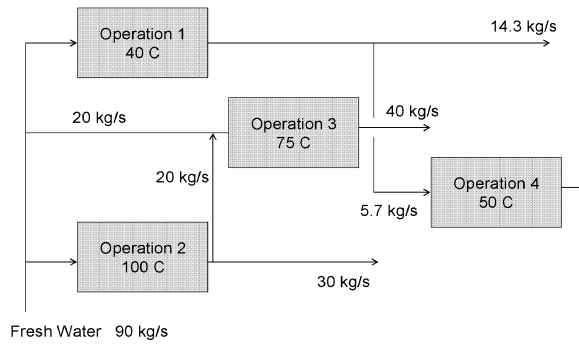 14.3 kg/s
Operation 1
40 C
20 kg/s
Operation 3
75 C
40 kg/s
20 kg/s
Operation 4
50 C
5.7 kg/s
Operation 2
100 C
30 kg/s
Fresh Water 90 kg/s